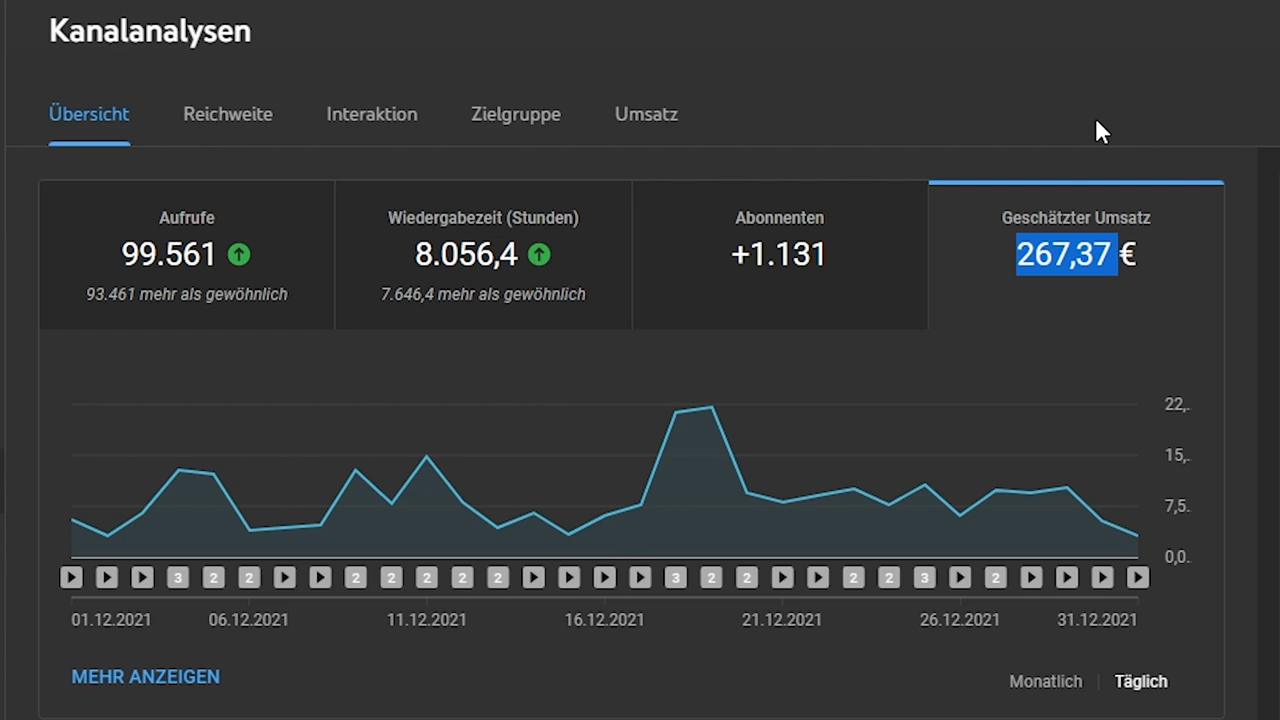 Kanalanalysen
Übersicht Reichweite Interaktion Zielgruppe Umsatz
Aufrufe Wiedergabezeit (Stunden) Abonnenten Geschätzter Umsatz
99.561 8.056,4 +1.131 267,37 €
93.461 mehr als gewöhnlich 7.646,4 mehr als gewöhnlich
22,..
15,..
7,5..
0,0..
3 2 2 2 2 2 2 2 3 2 2 2 2 3 2
01.12.2021 06.12.2021 11.12.2021 16.12.2021 21.12.2021 26.12.2021 31.12.2021
MEHR ANZEIGEN
Monatlich Täglich